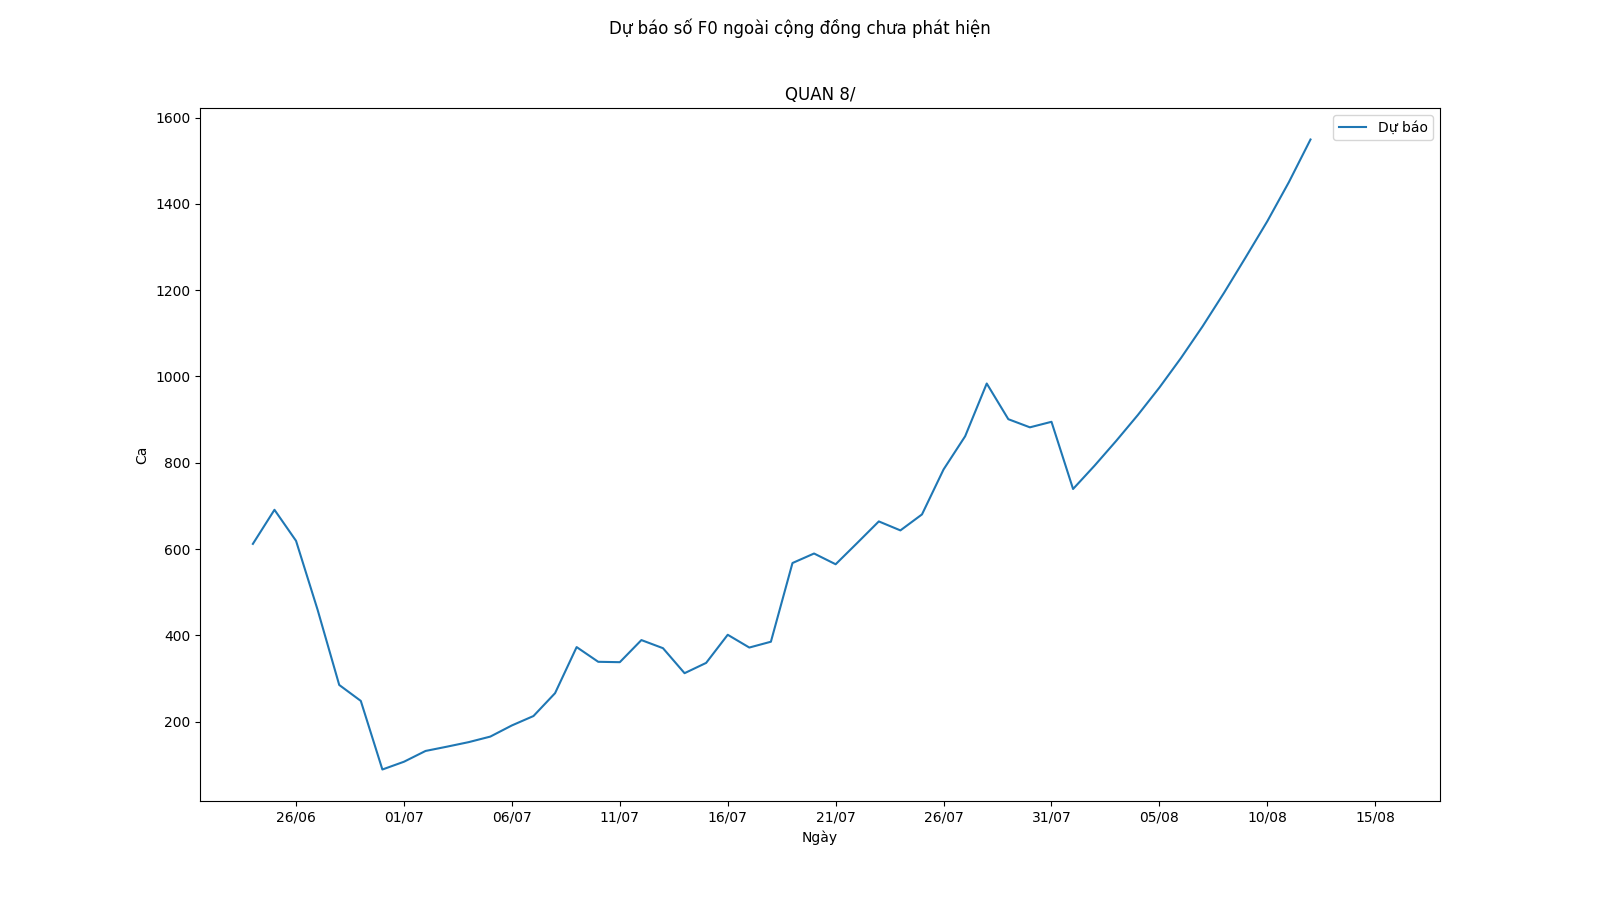 Dự báo số F0 ngoài cộng đồng chưa phát hiện
QUAN 8/
Dự báo
1600
1400
1200
1000
800
600
400
200
Ca
26/06 01/07 06/07 11/07 16/07 21/07 26/07 31/07 05/08 10/08 15/08
Ngày